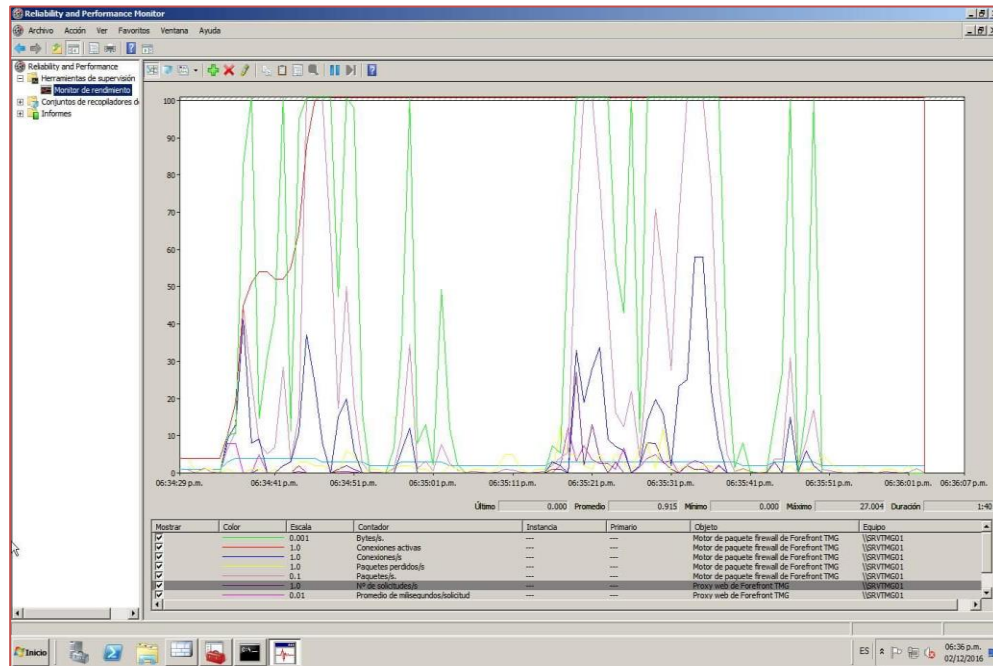 Reliability and Performance Monitor
Archivo Acción Ver Favoritos Ventana Ayuda
Reliability and Performance
Herramientas de supervisión
Monitor de rendimiento
Conjuntos de recopiladores d
Informes
100
90
80
70
60
50
40
30
20
10
0
06:34:29 p.m. 06:34:41 p.m. 06:34:51 p.m. 06:35:01 p.m. 06:35:11 p.m. 06:35:21 p.m. 06:35:31 p.m. 06:35:41 p.m. 06:35:51 p.m. 06:36:01 p.m. 06:36:07 p.m.
Último 0.000 Promedio 0.915 Mínimo 0.000 Máximo 27.004 Duración 1:40
Mostrar Color Escala Contador Instancia Primario Objeto Equipo
0.001 Bytes/s. --- --- Motor de paquete firewall de Forefront TMG \\SRVTMG01
1.0 Conexiones activas --- --- Motor de paquete firewall de Forefront TMG \\SRVTMG01
1.0 Conexiones/s --- --- Motor de paquete firewall de Forefront TMG \\SRVTMG01
1.0 Paquetes perdidos/s --- --- Motor de paquete firewall de Forefront TMG \\SRVTMG01
0.1 Paquetes/s. --- --- Motor de paquete firewall de Forefront TMG \\SRVTMG01
1.0 Nº de solicitudes/s --- --- Proxy web de Forefront TMG \\SRVTMG01
0.01 Promedio de milisegundos/solicitud --- --- Proxy web de Forefront TMG \\SRVTMG01
Inicio
ES
06:36 p.m.
02/12/2016